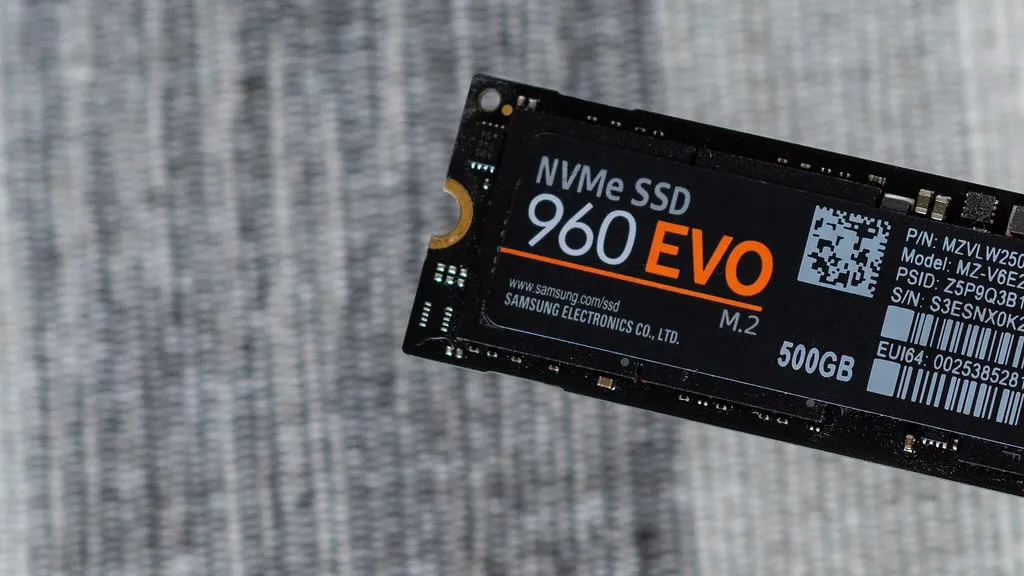 NVMe SSD
960 EVO
www.samsung.com/ssd
SAMSUNG ELECTRONICS CO., LTD.
M.2
500GB
P/N: MZVLW250
Model: MZ-V6E
PSID: Z5P9Q3B1
S/N: S3ESNX0K2
EUI64: 0025385281